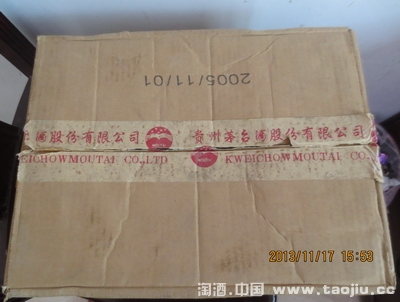 2005/11/01
酒股份有限公司 贵州茅台酒股份有限公司
EICHOWMOUTAI CO.,LTD KWEICHOWMOUTAI CO.,
2013/11/17 15:53
淘酒.中国 www.taojiu.cc